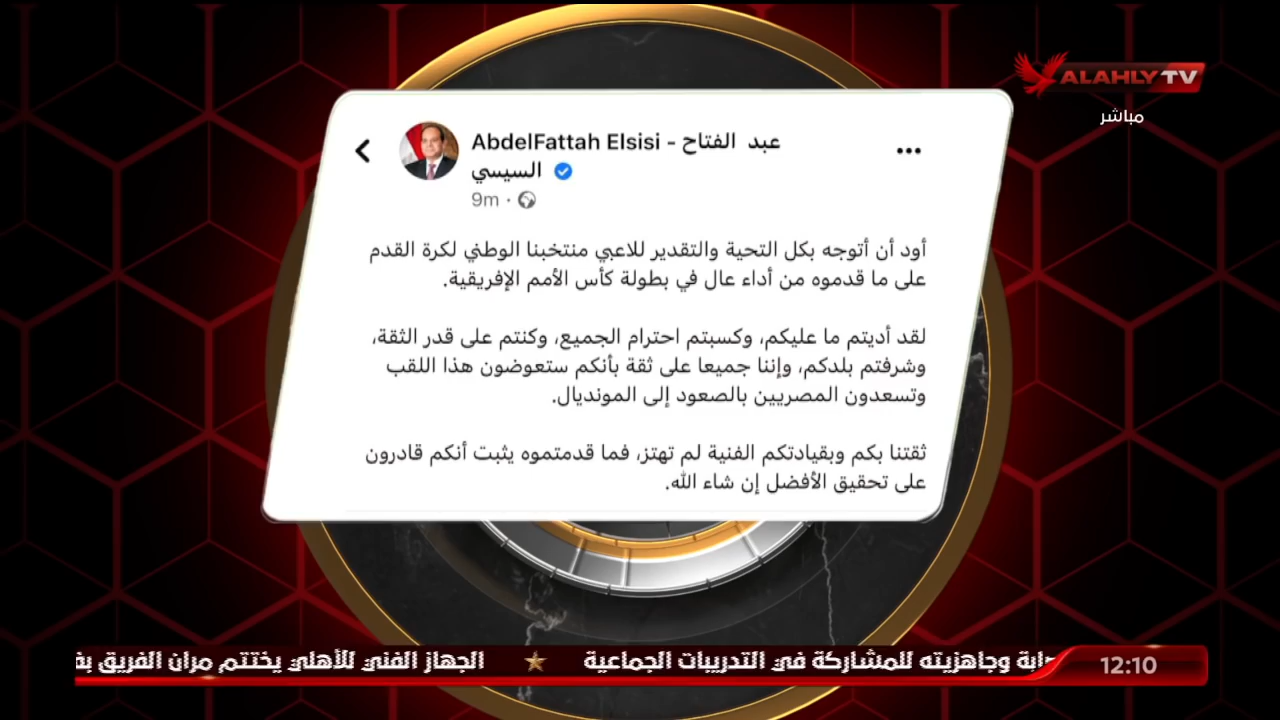 ALAHLY TV
مباشر
AbdelFattah Elsisi - عبد الفتاح
السيسي
9m ·
أود أن أتوجه بكل التحية والتقدير للاعبي منتخبنا الوطني لكرة القدم
على ما قدموه من أداء عال في بطولة كأس الأمم الإفريقية.
لقد أديتم ما عليكم، وكسبتم احترام الجميع، وكنتم على قدر الثقة،
وشرفتم بلدكم، وإننا جميعا على ثقة بأنكم ستعوضون هذا اللقب
وتسعدون المصريين بالصعود إلى المونديال.
ثقتنا بكم وبقيادتكم الفنية لم تهتز، فما قدمتموه يثبت أنكم قادرون
على تحقيق الأفضل إن شاء الله.
وجاهزيته للمشاركة في التدريبات الجماعية ★ الجهاز الفني للأهلي يختتم مران الفريق
12:10